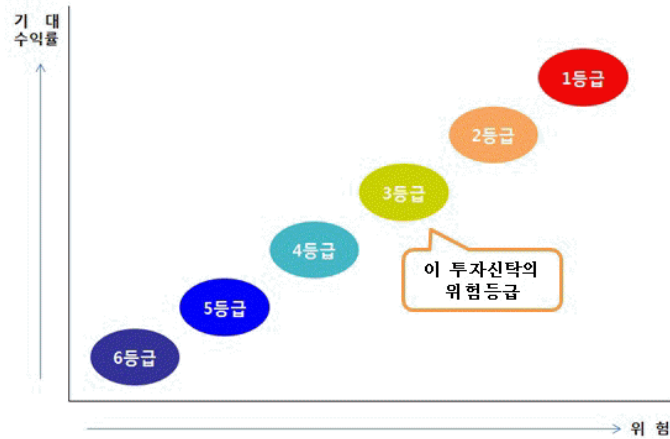 기 대
수익률
1등급
2등급
3등급
4등급
이 투자신탁의
위험등급
5등급
6등급
위 험